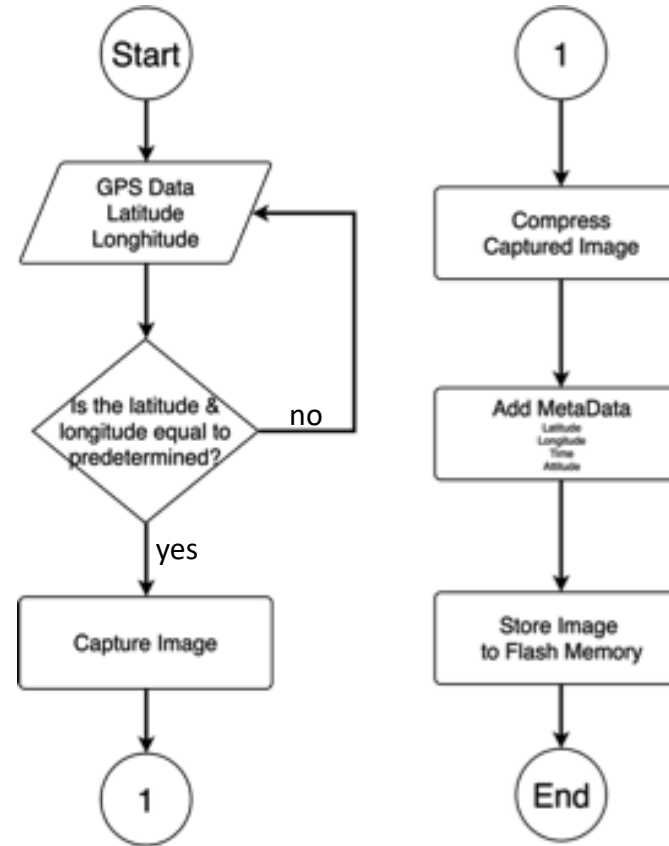 Start
GPS Data
Latitude
Longhitude
Is the latitude &
longitude equal to
predetermined?
no
yes
Capture Image
1
1
Compress
Captured Image
Add MetaData
Latitude
Longitude
Time
Attitude
Store Image
to Flash Memory
End